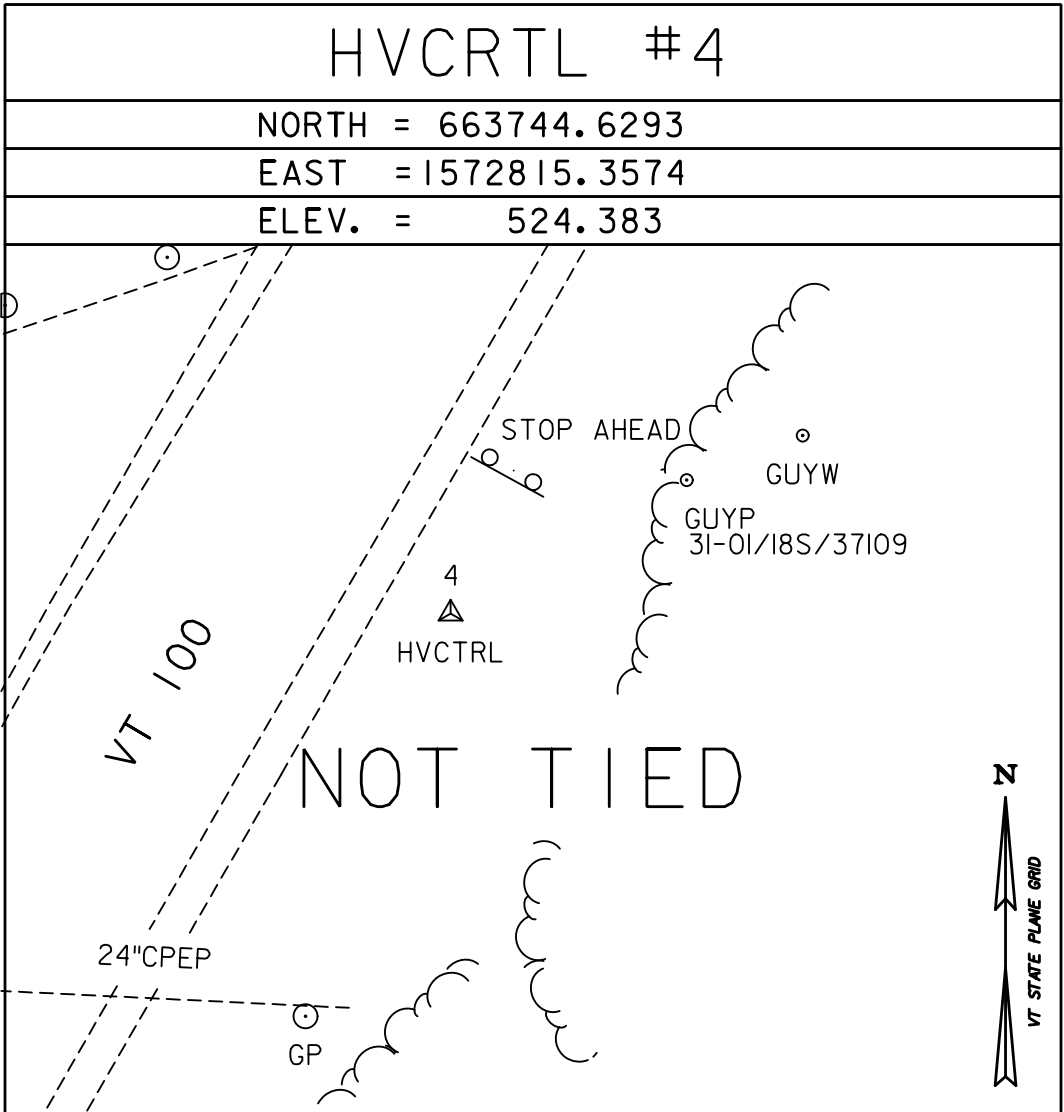 HVCRTL #4
NORTH = 663744.6293
EAST =1572815.3574
ELEV. = 524.383
STOP AHEAD
GUYW
GUYP
31-01/18S/37109
4
HVCTRL
VT 100
NOT TIED
N
VT STATE PLANE GRID
24"CPEP
GP